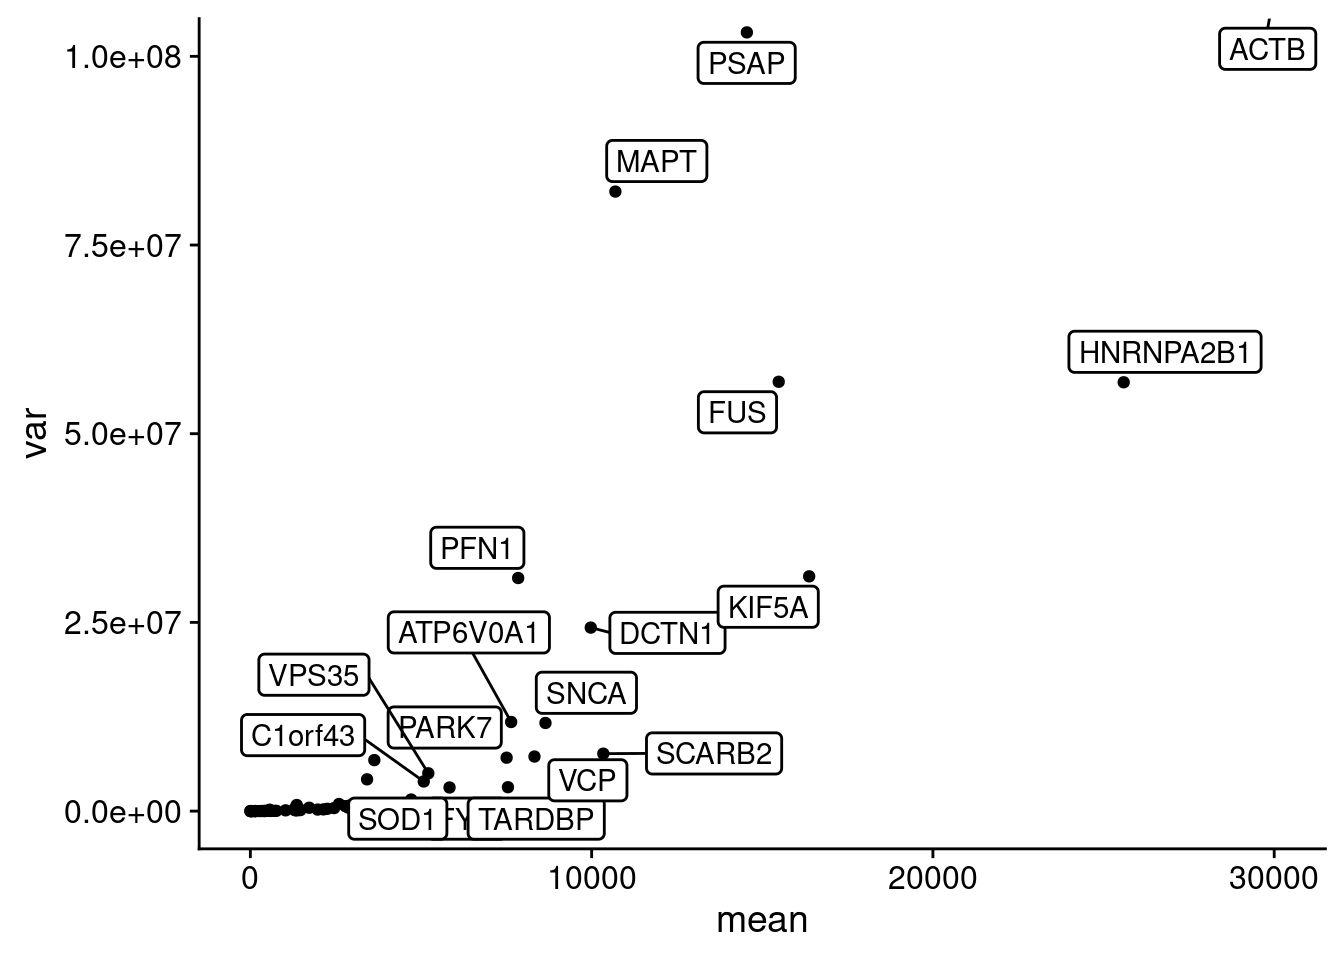 1.0e+08
7.5e+07
5.0e+07
2.5e+07
0.0e+00
var
ACTB
PSAP
MAPT
HNRNPA2B1
FUS
PFN1
KIF5A
ATP6V0A1
DCTN1
VPS35
SNCA
PARK7
C1orf43
SCARB2
VCP
SOD1
TARDBP
0
10000
20000
30000
mean